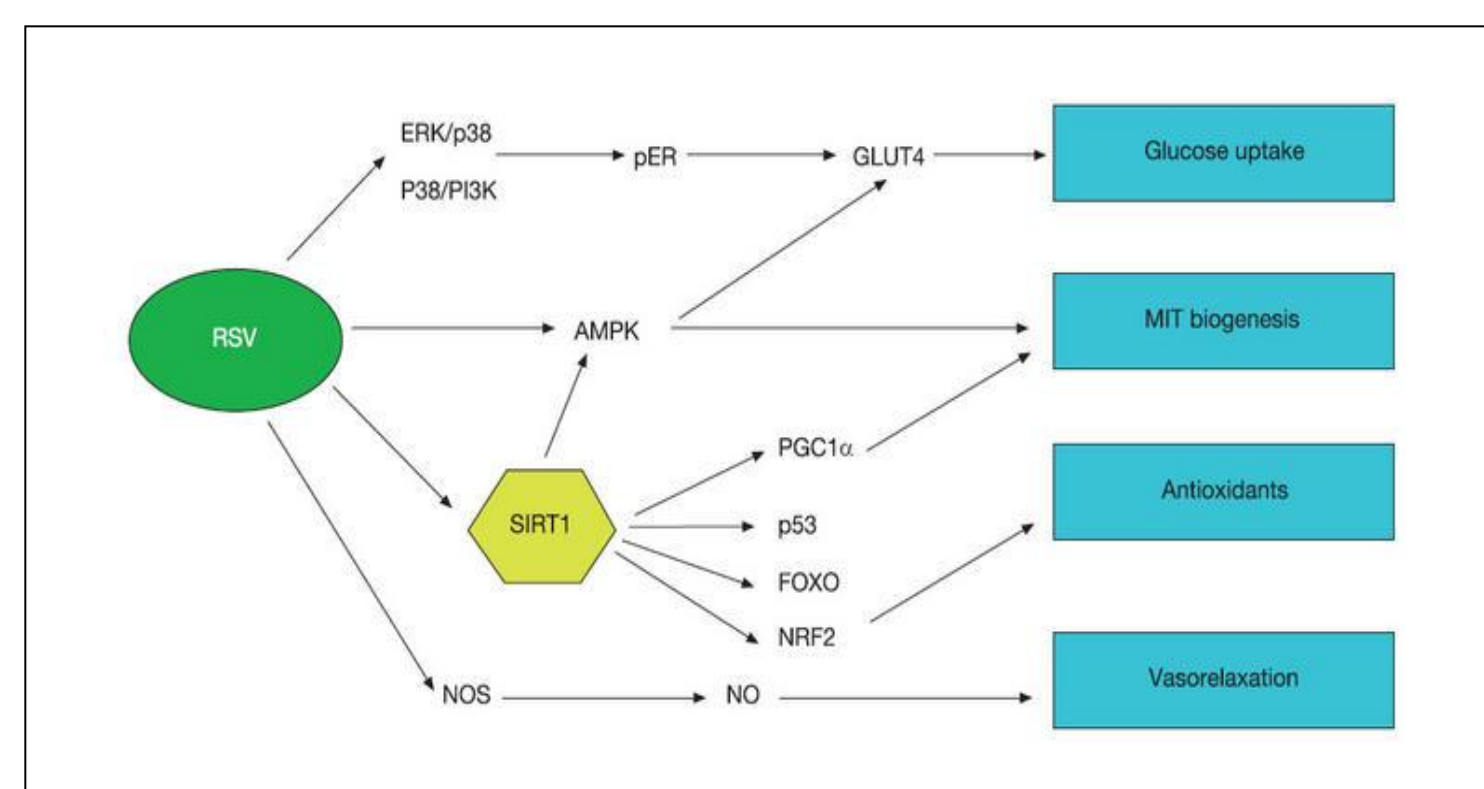 ERK/p38
P38/PI3K
pER
GLUT4
Glucose uptake
RSV
AMPK
MIT biogenesis
SIRT1
PGC1α
p53
FOXO
NRF2
Antioxidants
NOS
NO
Vasorelaxation